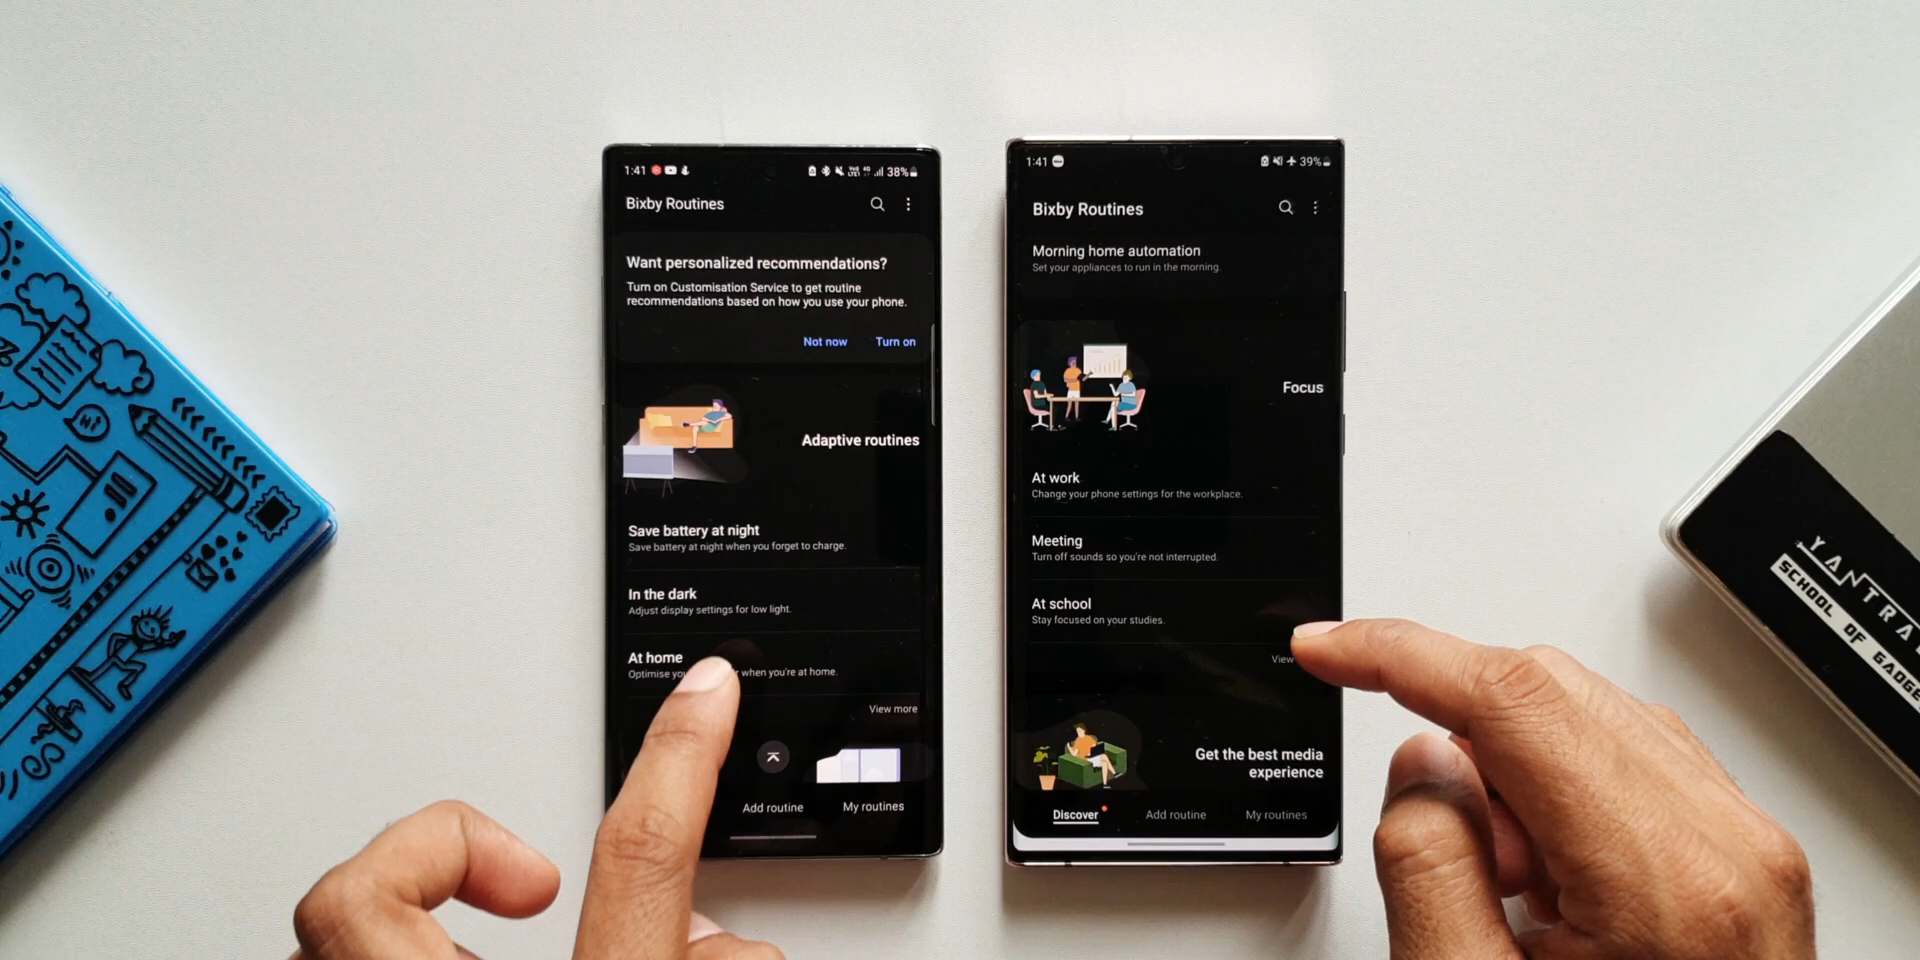 Hi!
1:41
38%
Bixby Routines
Want personalized recommendations?
Turn on Customisation Service to get routine
recommendations based on how you use your phone.
Not now Turn on
Adaptive routines
Save battery at night
Save battery at night when you forget to charge.
In the dark
Adjust display settings for low light.
At home
Optimise when you're at home.
View more
Add routine My routines
1:41
39%
Bixby Routines
Morning home automation
Set your appliances to run in the morning.
Focus
At work
Change your phone settings for the workplace.
Meeting
Turn off sounds so you're not interrupted.
At school
Stay focused on your studies.
View
Get the best media
experience
Discover Add routine My routines
YANTRA
SCHOOL OF GADGE